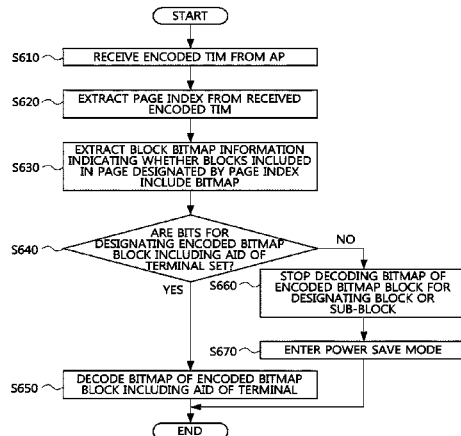 START
S610
RECEIVE ENCODED TIM FROM AP
S620
EXTRACT PAGE INDEX FROM RECEIVED
ENCODED TIM
S630
EXTRACT BLOCK BITMAP INFORMATION
INDICATING WHETHER BLOCKS INCLUDED
IN PAGE DESIGNATED BY PAGE INDEX
INCLUDE BITMAP
S640
ARE BITS FOR
DESIGNATING ENCODED BITMAP
BLOCK INCLUDING AID OF
TERMINAL SET?
NO
YES
S660
STOP DECODING BITMAP OF
ENCODED BITMAP BLOCK FOR
DESIGNATING BLOCK OR
SUB-BLOCK
S670
ENTER POWER SAVE MODE
S650
DECODE BITMAP OF ENCODED BITMAP
BLOCK INCLUDING AID OF TERMINAL
END